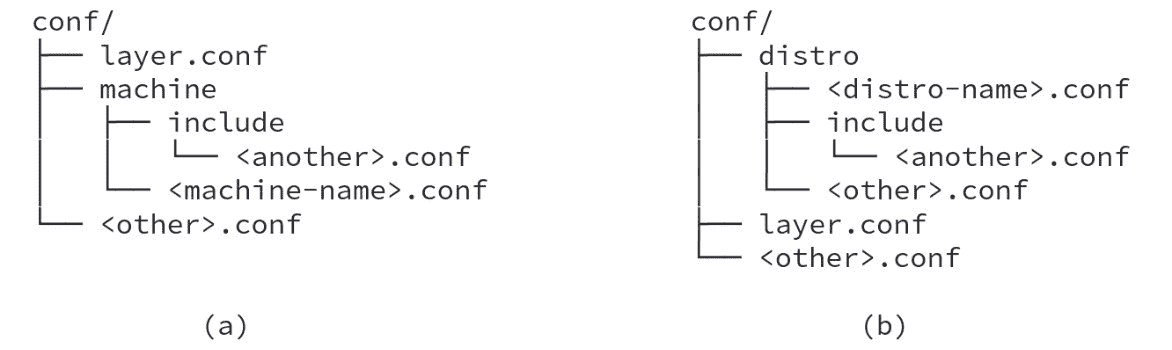 conf/
├── layer.conf
├── machine
│   ├── include
│   │   └── <another>.conf
│   └── <machine-name>.conf
└── <other>.conf
(a)
conf/
├── distro
│   ├── <distro-name>.conf
│   ├── include
│   │   └── <another>.conf
│   └── <other>.conf
├── layer.conf
└── <other>.conf
(b)